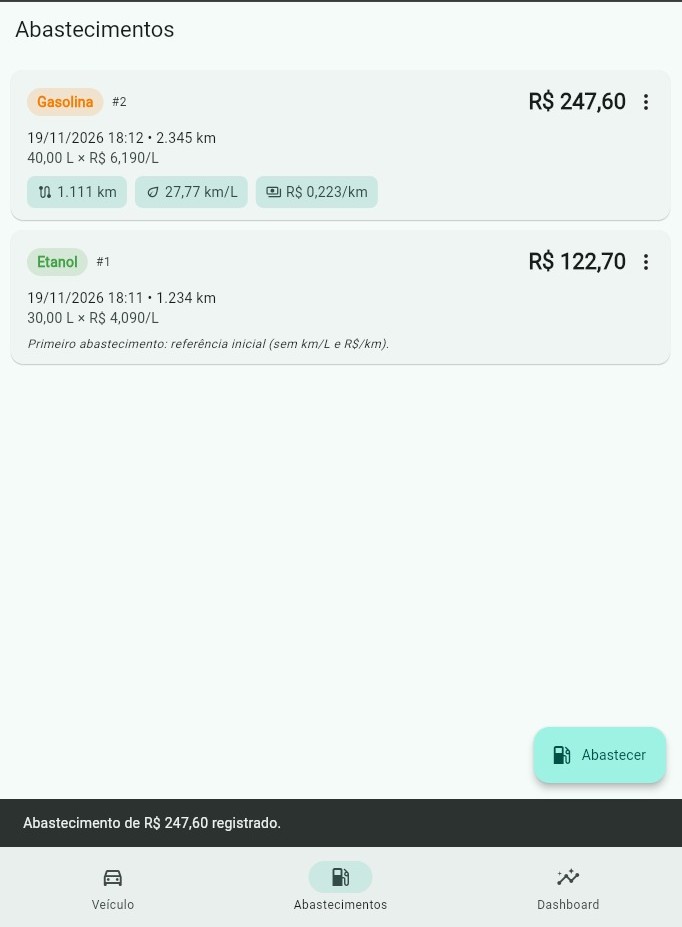 Abastecimentos
Gasolina #2 R$ 247,60
19/11/2026 18:12 • 2.345 km
40,00 L × R$ 6,190/L
1.111 km 27,77 km/L R$ 0,223/km
Etanol #1 R$ 122,70
19/11/2026 18:11 • 1.234 km
30,00 L × R$ 4,090/L
Primeiro abastecimento: referência inicial (sem km/L e R$/km).
Abastecer
Abastecimento de R$ 247,60 registrado.
Veículo Abastecimentos Dashboard